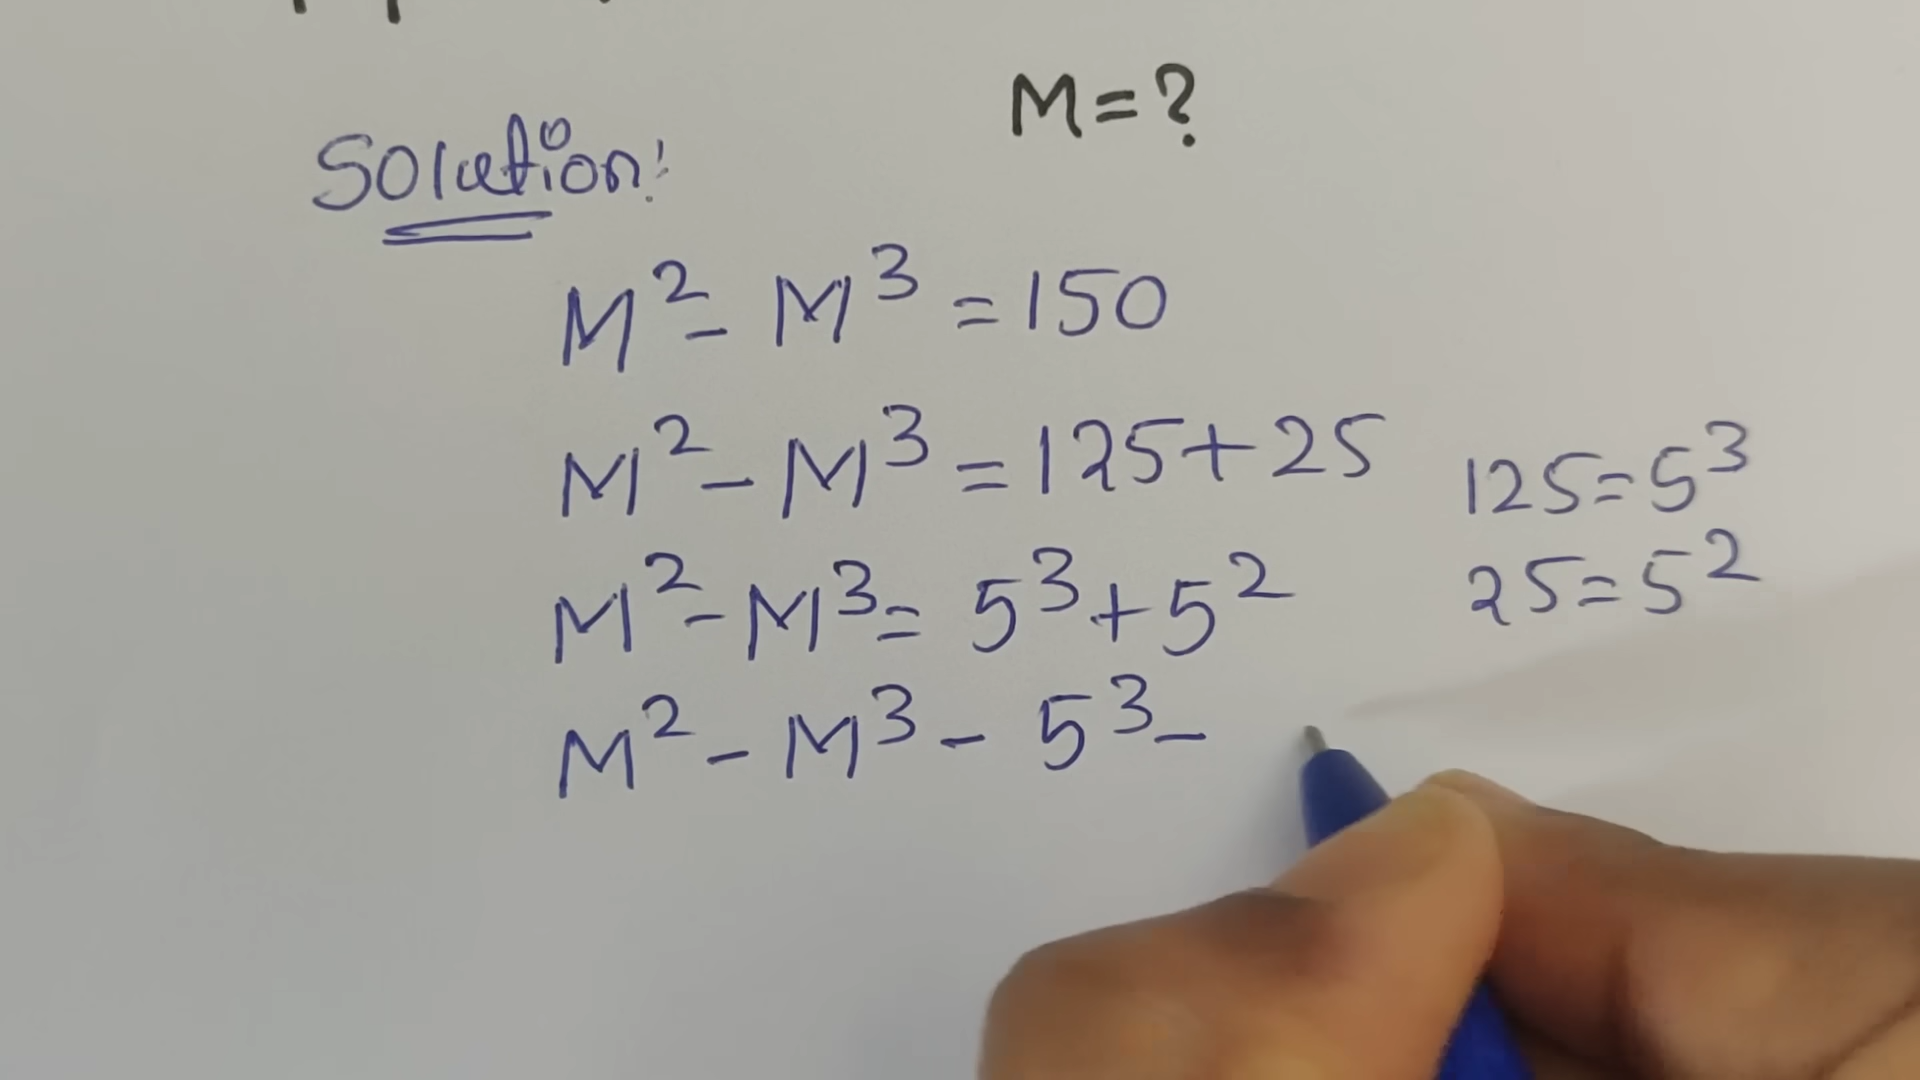 M=?
Solution:
M² - M³ = 150
M² - M³ = 125+25
125=5³
M² - M³ = 5³+5²
25=5²
M² - M³ - 5³ -